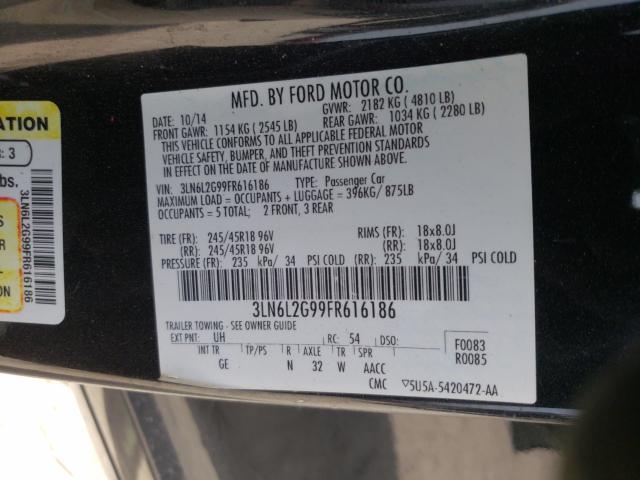 MFD. BY FORD MOTOR CO.
DATE: 10/14 GVWR: 2182 KG ( 4810 LB)
FRONT GAWR: 1154 KG ( 2545 LB) REAR GAWR: 1034 KG ( 2280 LB)
THIS VEHICLE CONFORMS TO ALL APPLICABLE FEDERAL MOTOR
VEHICLE SAFETY, BUMPER, AND THEFT PREVENTION STANDARDS
IN EFFECT ON THE DATE OF MANUFACTURE SHOWN ABOVE.
VIN: 3LN6L2G99FR616186 TYPE: Passenger Car
MAXIMUM LOAD = OCCUPANTS + LUGGAGE = 396KG/ 875LB
OCCUPANTS = 5 TOTAL; 2 FRONT, 3 REAR
TIRE (FR): 245/45R18 96V RIMS (FR): 18x8.0J
(RR): 245/45R18 96V (RR): 18x8.0J
PRESSURE (FR): 235 kPa/ 34 PSI COLD (RR): 235 kPa/ 34 PSI COLD
3LN6L2G99FR616186
TRAILER TOWING - SEE OWNER GUIDE
EXT PNT: UH RC: 54 DSO: F0083
INT TR TP/PS R AXLE TR SPR R0085
GE N 32 W AACC
CMC 5U5A-5420472-AA
ATION
: 3
bs.
S
R
S
ION
3LN6L2G99FR616186